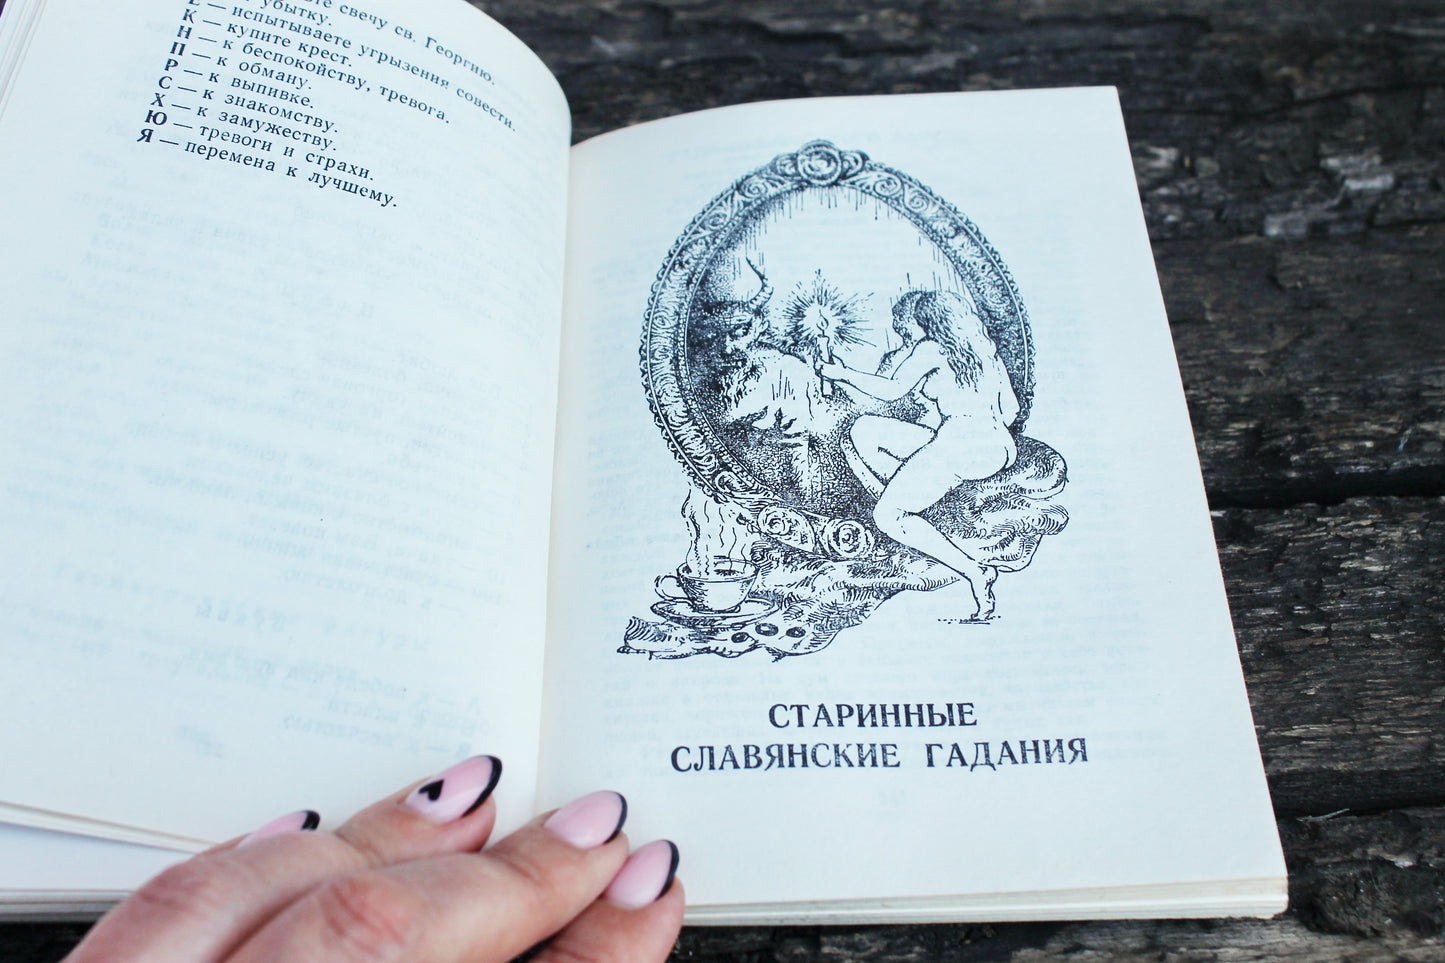 свечу св. Георгию.
убытку.
Е — испытываете угрызения совести.
К — купите крест.
Н — к беспокойству, тревога.
П — к обману.
Р — к выпивке.
С — к знакомству.
Х — к замужеству.
Ю — тревоги и страхи.
Я — перемена к лучшему.
СТАРИННЫЕ
СЛАВЯНСКИЕ ГАДАНИЯ